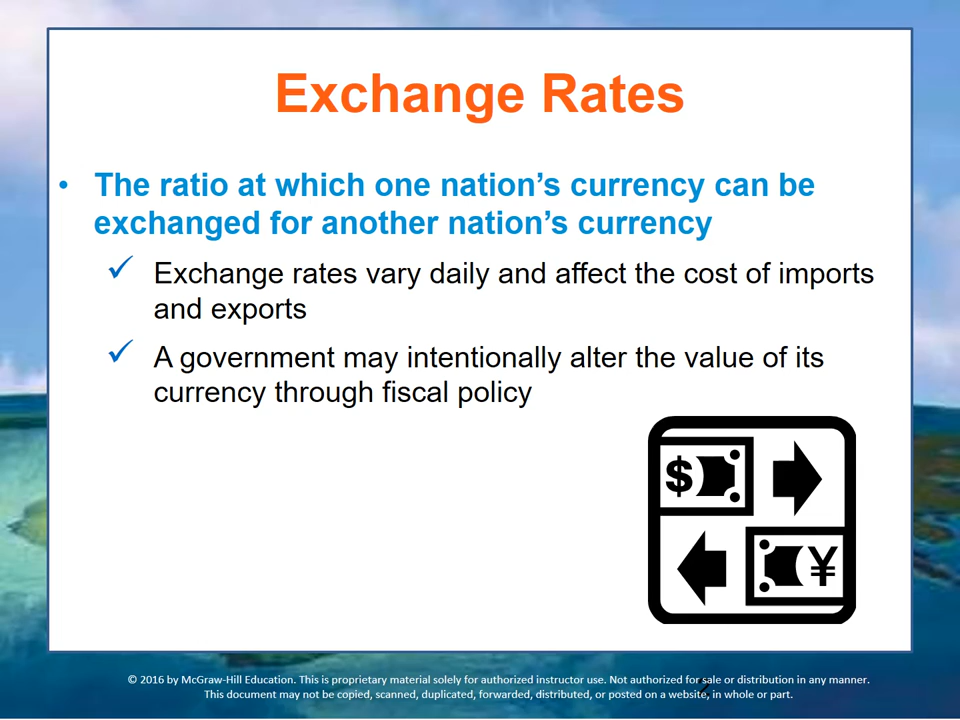 Exchange Rates
• The ratio at which one nation's currency can be
exchanged for another nation's currency
✓ Exchange rates vary daily and affect the cost of imports
and exports
✓ A government may intentionally alter the value of its
currency through fiscal policy
$
¥
© 2016 by McGraw-Hill Education. This is proprietary material solely for authorized instructor use. Not authorized for sale or distribution in any manner.
This document may not be copied, scanned, duplicated, forwarded, distributed, or posted on a website, in whole or part.